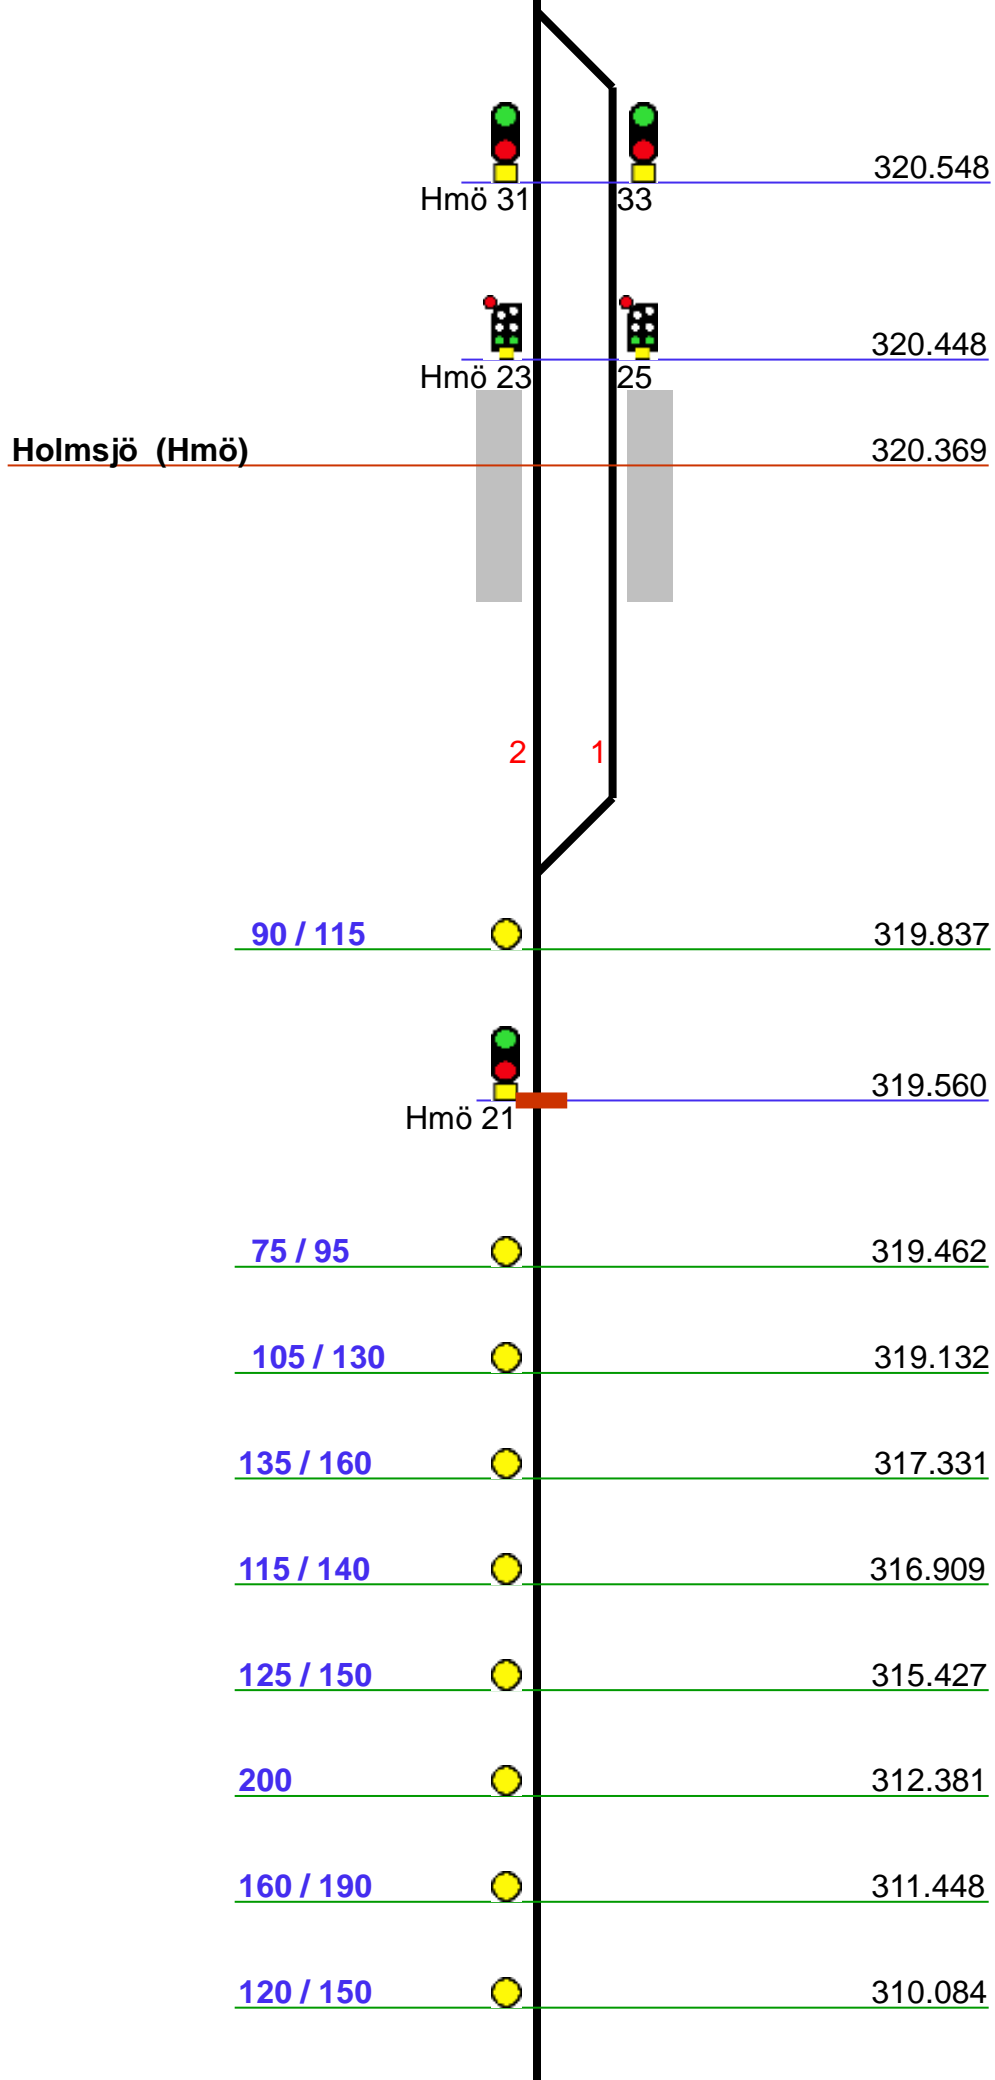 320.548
Hmö 31 33
320.448
Hmö 23 25
Holmsjö (Hmö) 320.369
2 1
90 / 115 319.837
319.560
Hmö 21
75 / 95 319.462
105 / 130 319.132
135 / 160 317.331
115 / 140 316.909
125 / 150 315.427
200 312.381
160 / 190 311.448
120 / 150 310.084